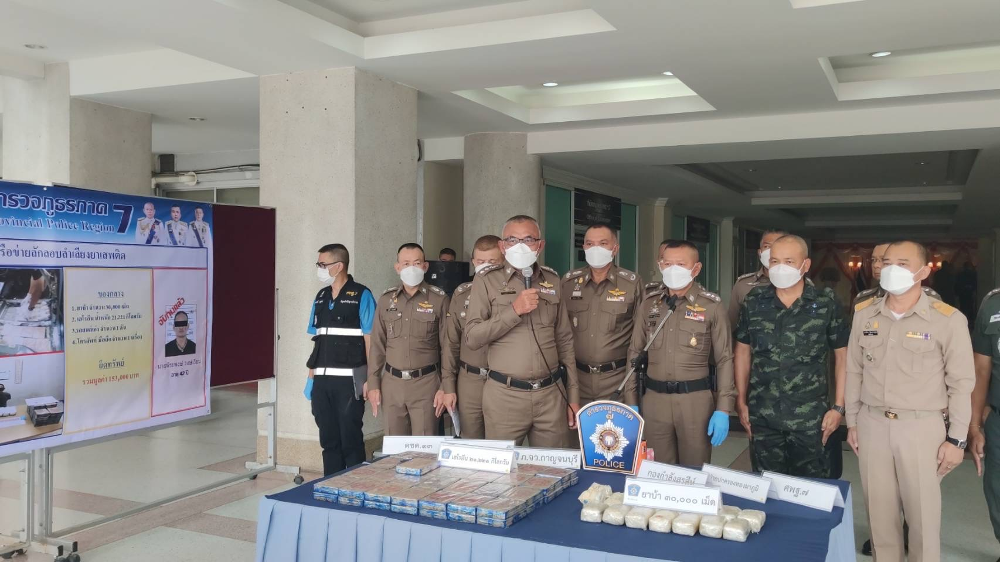 ตำรวจภูธรภาค 7
Provincial Police Region
รือข่ายลักลอบลำเลียงยาเสพติด
ของกลาง
1. ยาบ้า จำนวน 30,000 เม็ด
2. เฮโรอีน น้ำหนัก 21.221 กิโลกรัม
3. รถยนต์เก๋ง จำนวน 1 คัน
4. โทรศัพท์ มือถือ จำนวน 2 เครื่อง
ยึดทรัพย์
รวมมูลค่า 153,000 บาท
จับกุมแล้ว
นายพีระพงษ์ วงษ์เวียน
อายุ 42 ปี
ตำรวจภูธรภาค
๗
POLICE
ตชด.๑๓
เฮโรอีน ๒๑.๒๒๑ กิโลกรัม
ภ.จว.กาญจนบุรี
กองกำลังสุรสีห์
ฝ่ายปกครองทองผาภูมิ
ศพฐ.๗
ยาบ้า ๓๐,๐๐๐ เม็ด